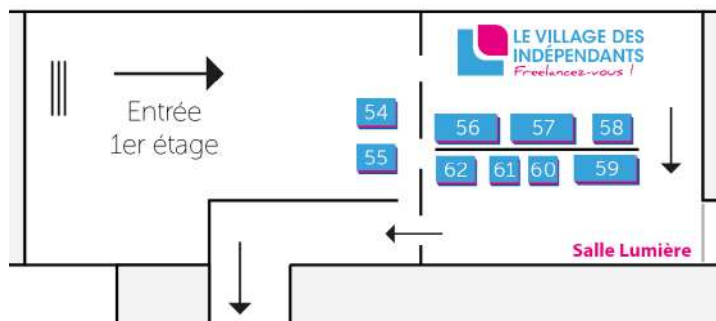 LE VILLAGE DES
INDÉPENDANTS
Freelancez-vous !
Entrée
1er étage
54
55
56 57 58
62 61 60 59
Salle Lumière